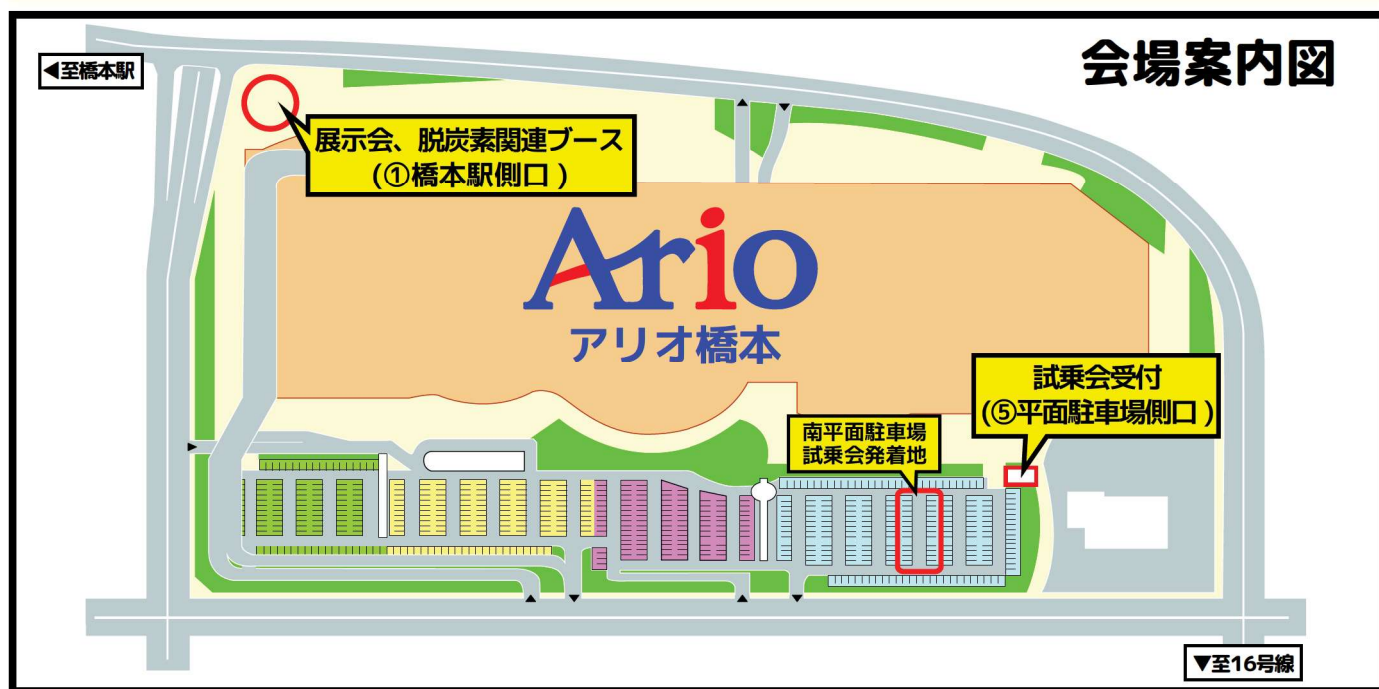 会場案内図
◀至橋本駅
展示会、脱炭素関連ブース
(①橋本駅側口)
Ario
アリオ橋本
試乗会受付
(⑤平面駐車場側口)
南平面駐車場
試乗会発着地
▼至16号線